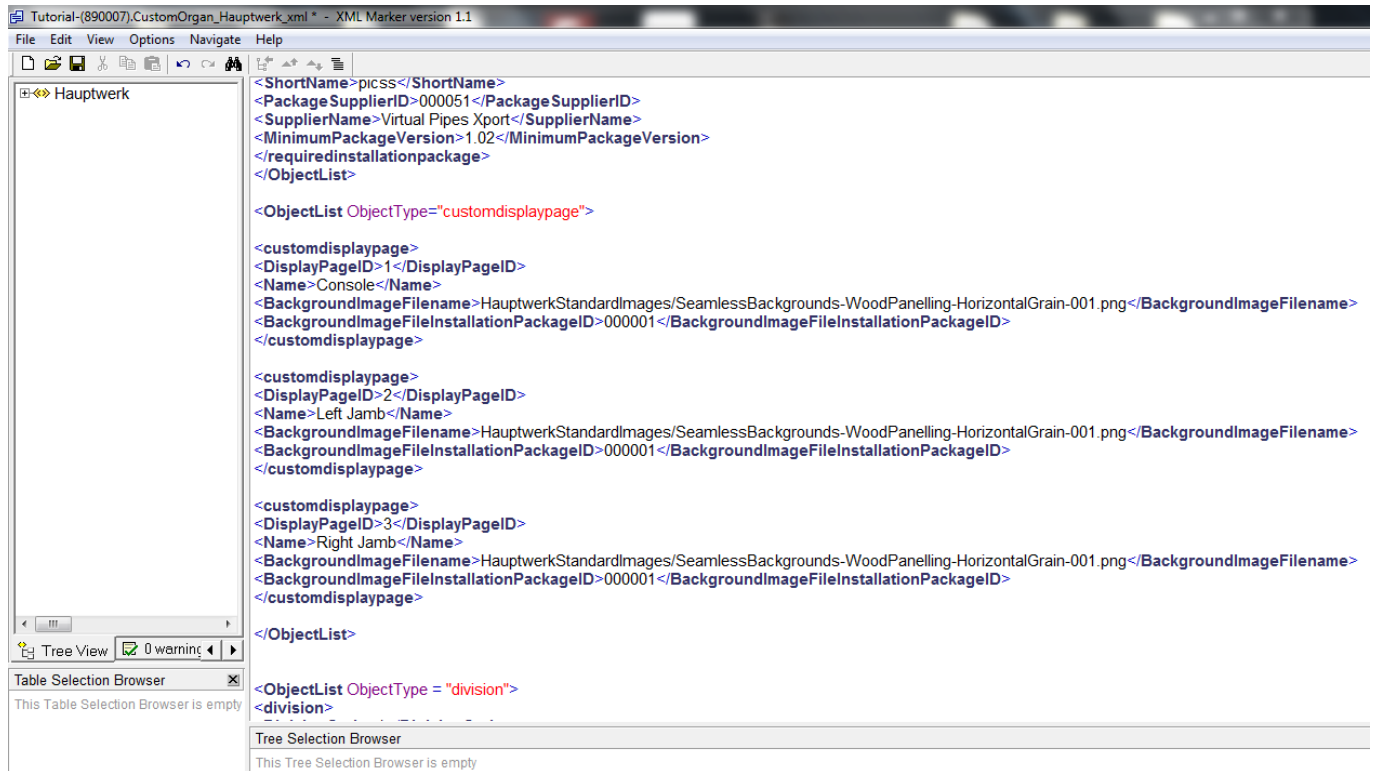 Tutorial-(890007).CustomOrgan_Hauptwerk_xml * - XML Marker version 1.1
File Edit View Options Navigate Help
Hauptwerk
<ShortName>picss</ShortName>
<PackageSupplierID>000051</PackageSupplierID>
<SupplierName>Virtual Pipes Xport</SupplierName>
<MinimumPackageVersion>1.02</MinimumPackageVersion>
</requiredinstallationpackage>
</ObjectList>
<ObjectList ObjectType="customdisplaypage">
<customdisplaypage>
<DisplayPageID>1</DisplayPageID>
<Name>Console</Name>
<BackgroundImageFilename>HauptwerkStandardImages/SeamlessBackgrounds-WoodPanelling-HorizontalGrain-001.png</BackgroundImageFilename>
<BackgroundImageFileInstallationPackageID>000001</BackgroundImageFileInstallationPackageID>
</customdisplaypage>
<customdisplaypage>
<DisplayPageID>2</DisplayPageID>
<Name>Left Jamb</Name>
<BackgroundImageFilename>HauptwerkStandardImages/SeamlessBackgrounds-WoodPanelling-HorizontalGrain-001.png</BackgroundImageFilename>
<BackgroundImageFileInstallationPackageID>000001</BackgroundImageFileInstallationPackageID>
</customdisplaypage>
<customdisplaypage>
<DisplayPageID>3</DisplayPageID>
<Name>Right Jamb</Name>
<BackgroundImageFilename>HauptwerkStandardImages/SeamlessBackgrounds-WoodPanelling-HorizontalGrain-001.png</BackgroundImageFilename>
<BackgroundImageFileInstallationPackageID>000001</BackgroundImageFileInstallationPackageID>
</customdisplaypage>
</ObjectList>
<ObjectList ObjectType = "division">
<division>
Tree View 0 warning
Table Selection Browser
This Table Selection Browser is empty
Tree Selection Browser
This Tree Selection Browser is empty